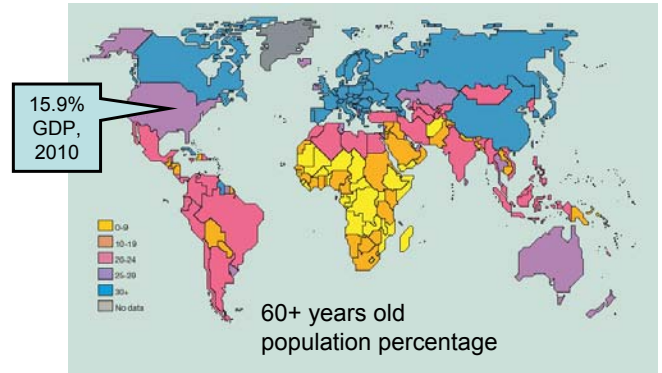 15.9%
GDP,
2010
0-9
10-19
20-24
25-29
30+
No data
60+ years old
population percentage